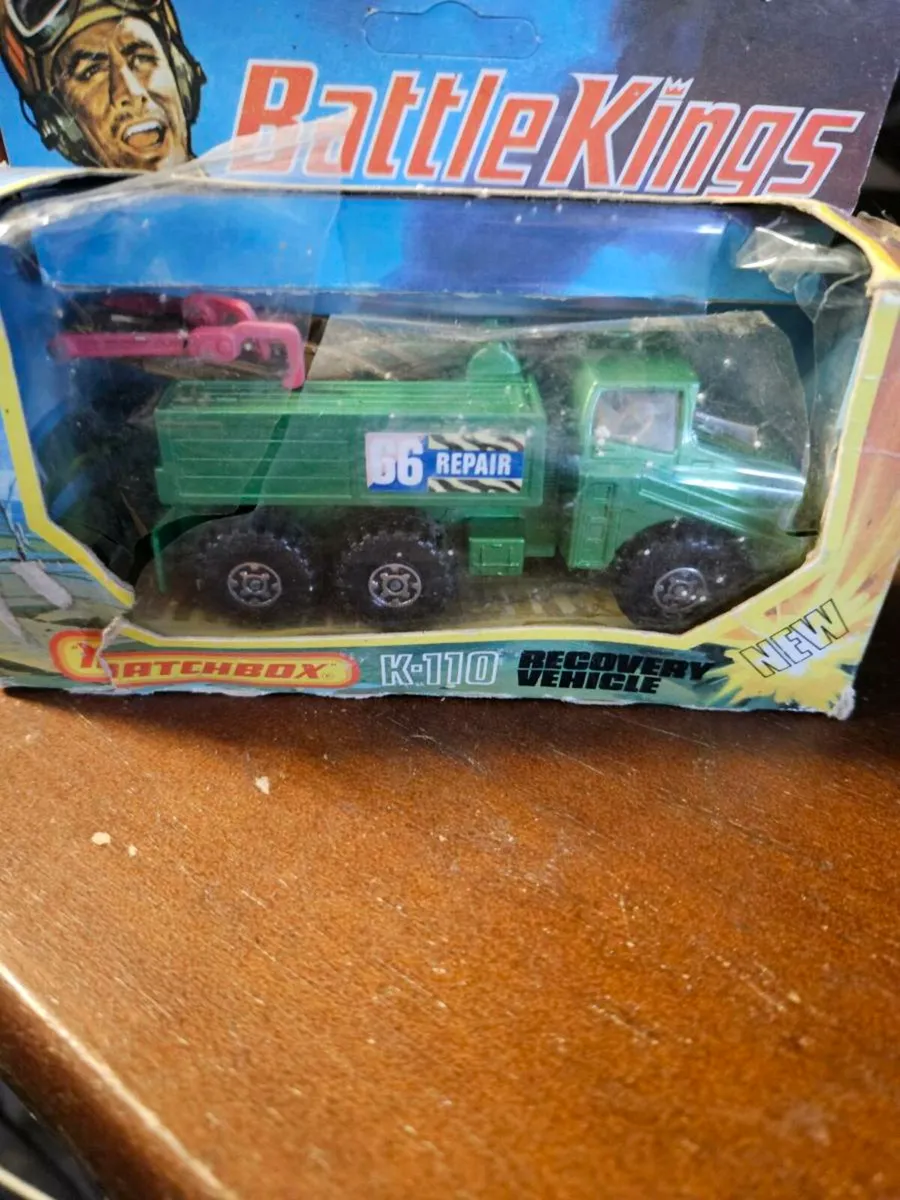 BattleKings
66 REPAIR
MATCHBOX ®
K-110
RECOVERY
VEHICLE
NEW